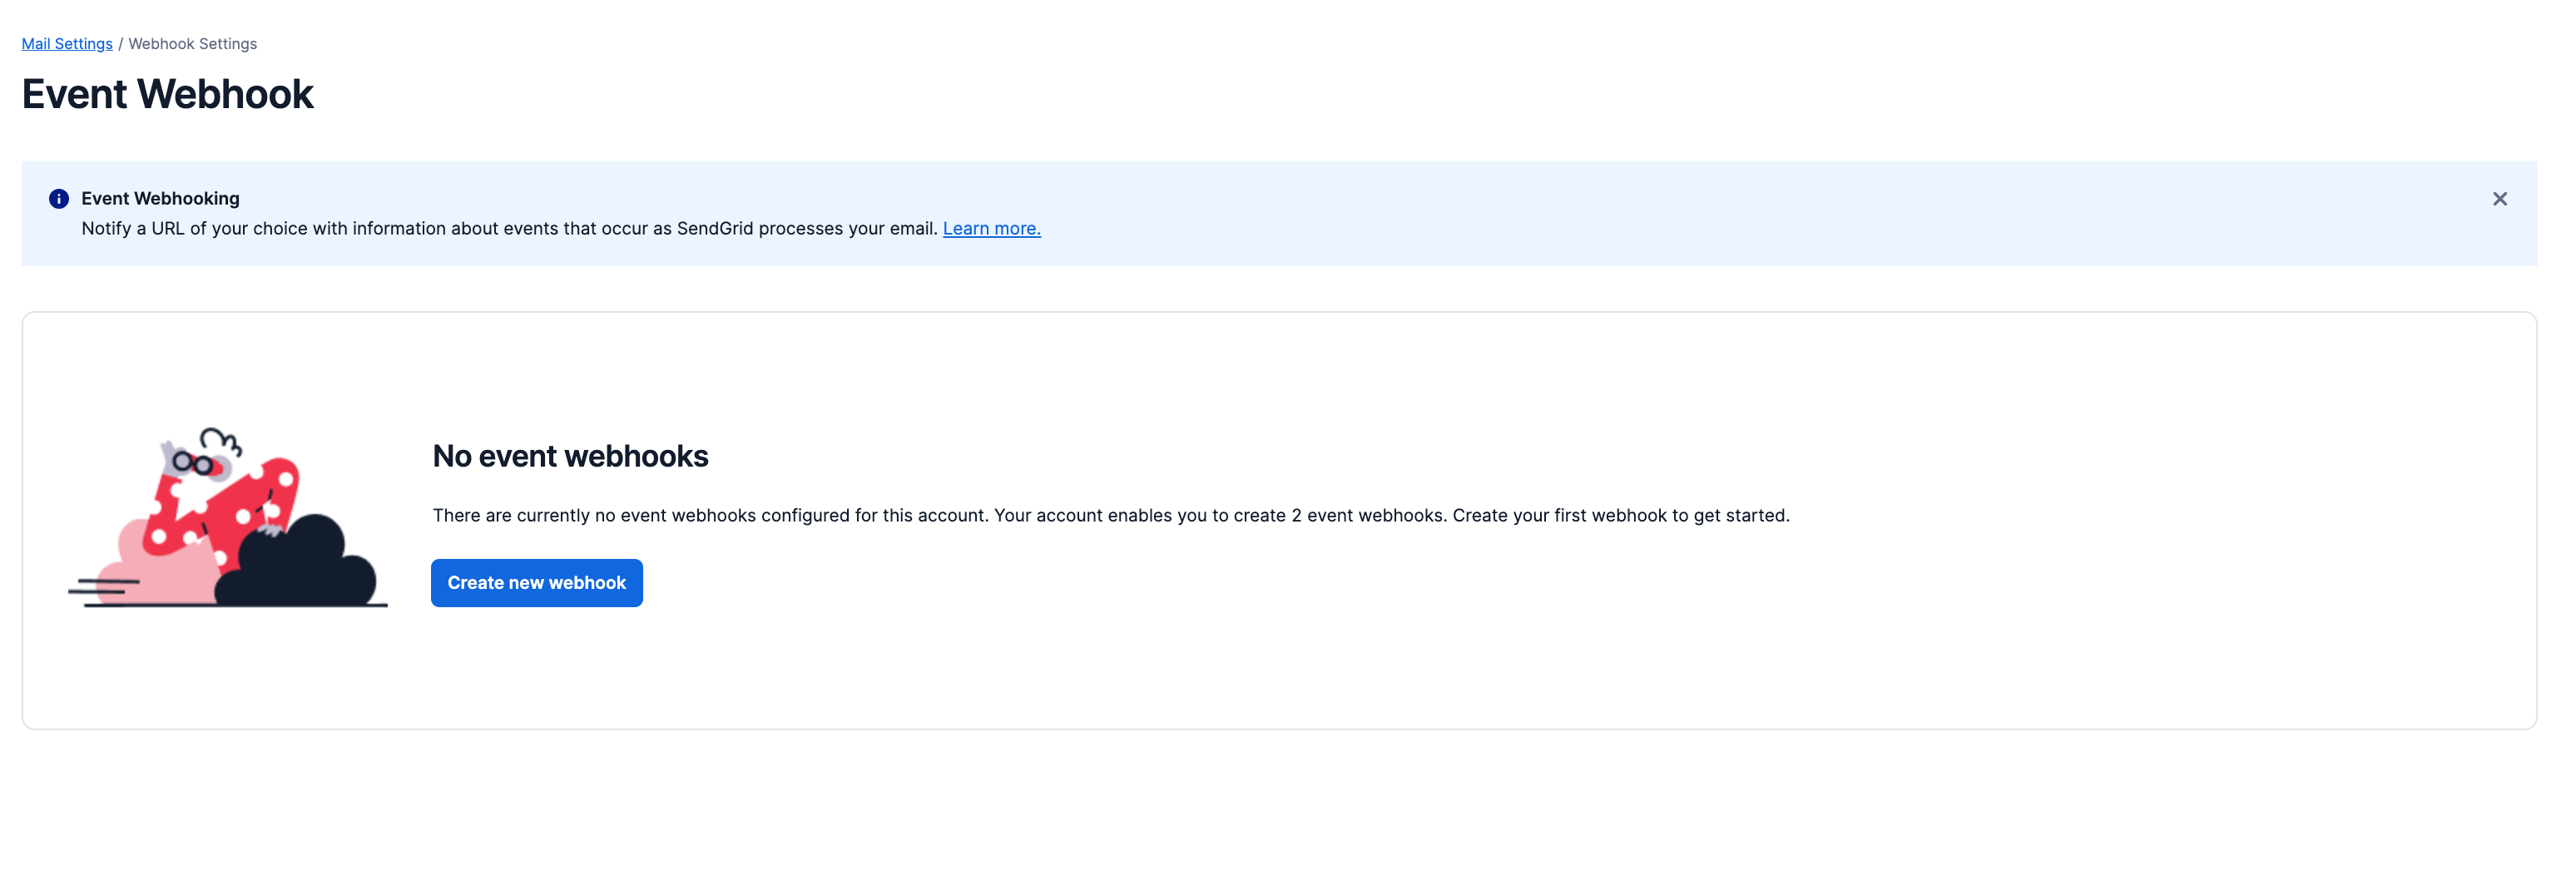 Mail Settings / Webhook Settings
Event Webhook
Event Webhooking
Notify a URL of your choice with information about events that occur as SendGrid processes your email. Learn more.
No event webhooks
There are currently no event webhooks configured for this account. Your account enables you to create 2 event webhooks. Create your first webhook to get started.
Create new webhook